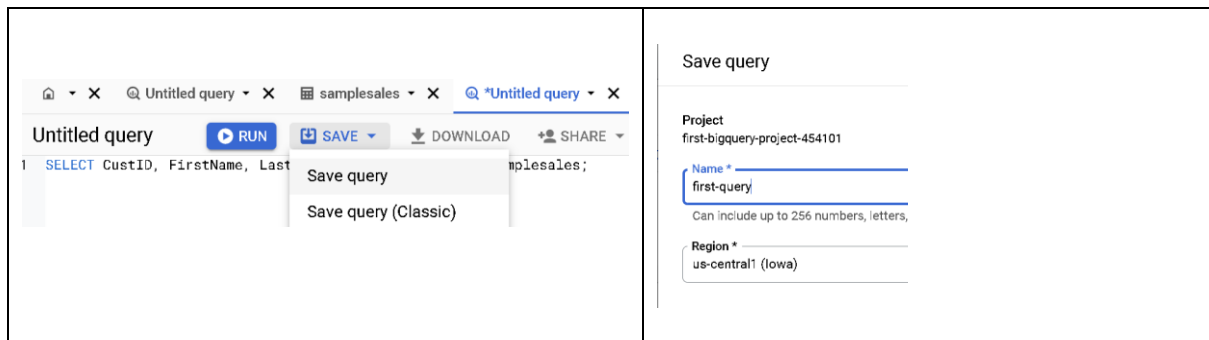 Untitled query samplesales *Untitled query
Untitled query RUN SAVE DOWNLOAD SHARE
1 SELECT CustID, FirstName, Last mplesales;
Save query
Save query (Classic)
Save query
Project
first-bigquery-project-454101
Name *
first-query
Can include up to 256 numbers, letters,
Region *
us-central1 (Iowa)